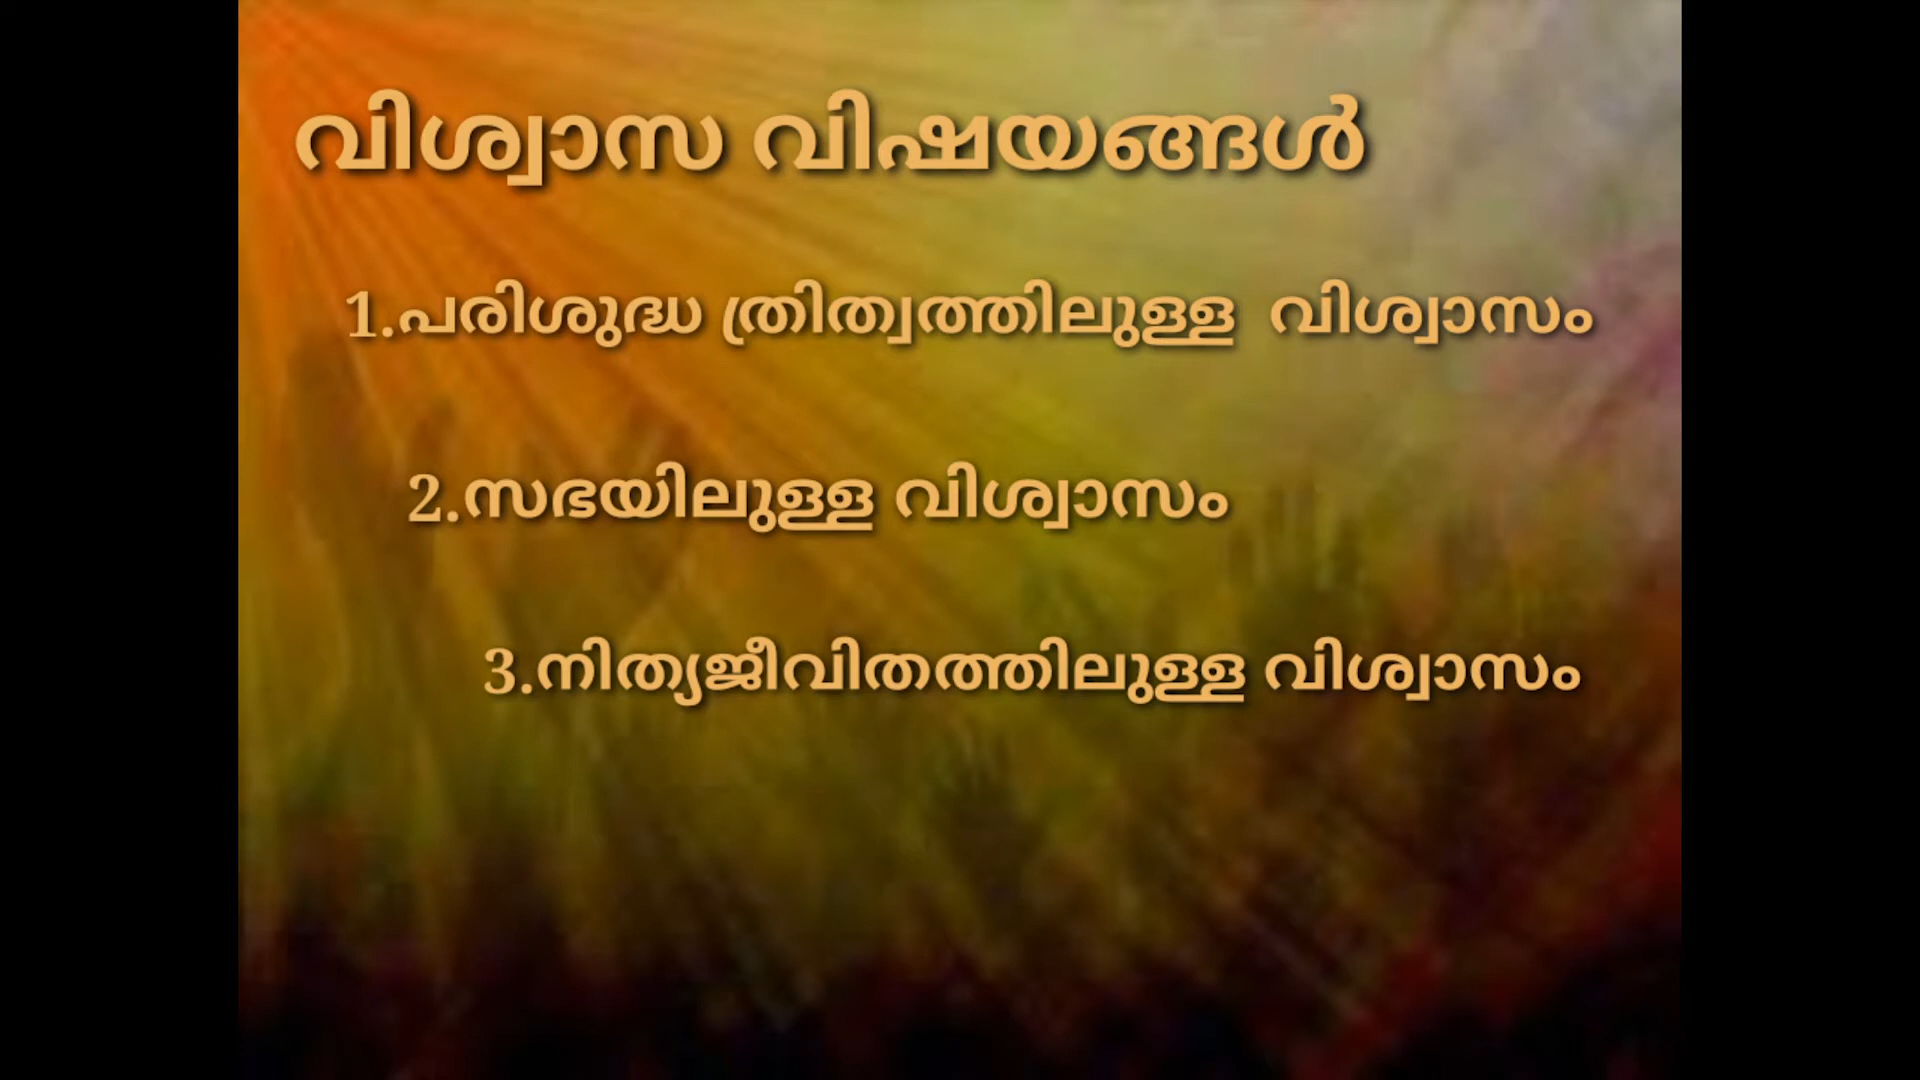 വിശ്വാസ വിഷയങ്ങൾ
1.പരിശുദ്ധ ത്രിത്വത്തിലുള്ള വിശ്വാസം
2.സഭയിലുള്ള വിശ്വാസം
3.നിത്യജീവിതത്തിലുള്ള വിശ്വാസം